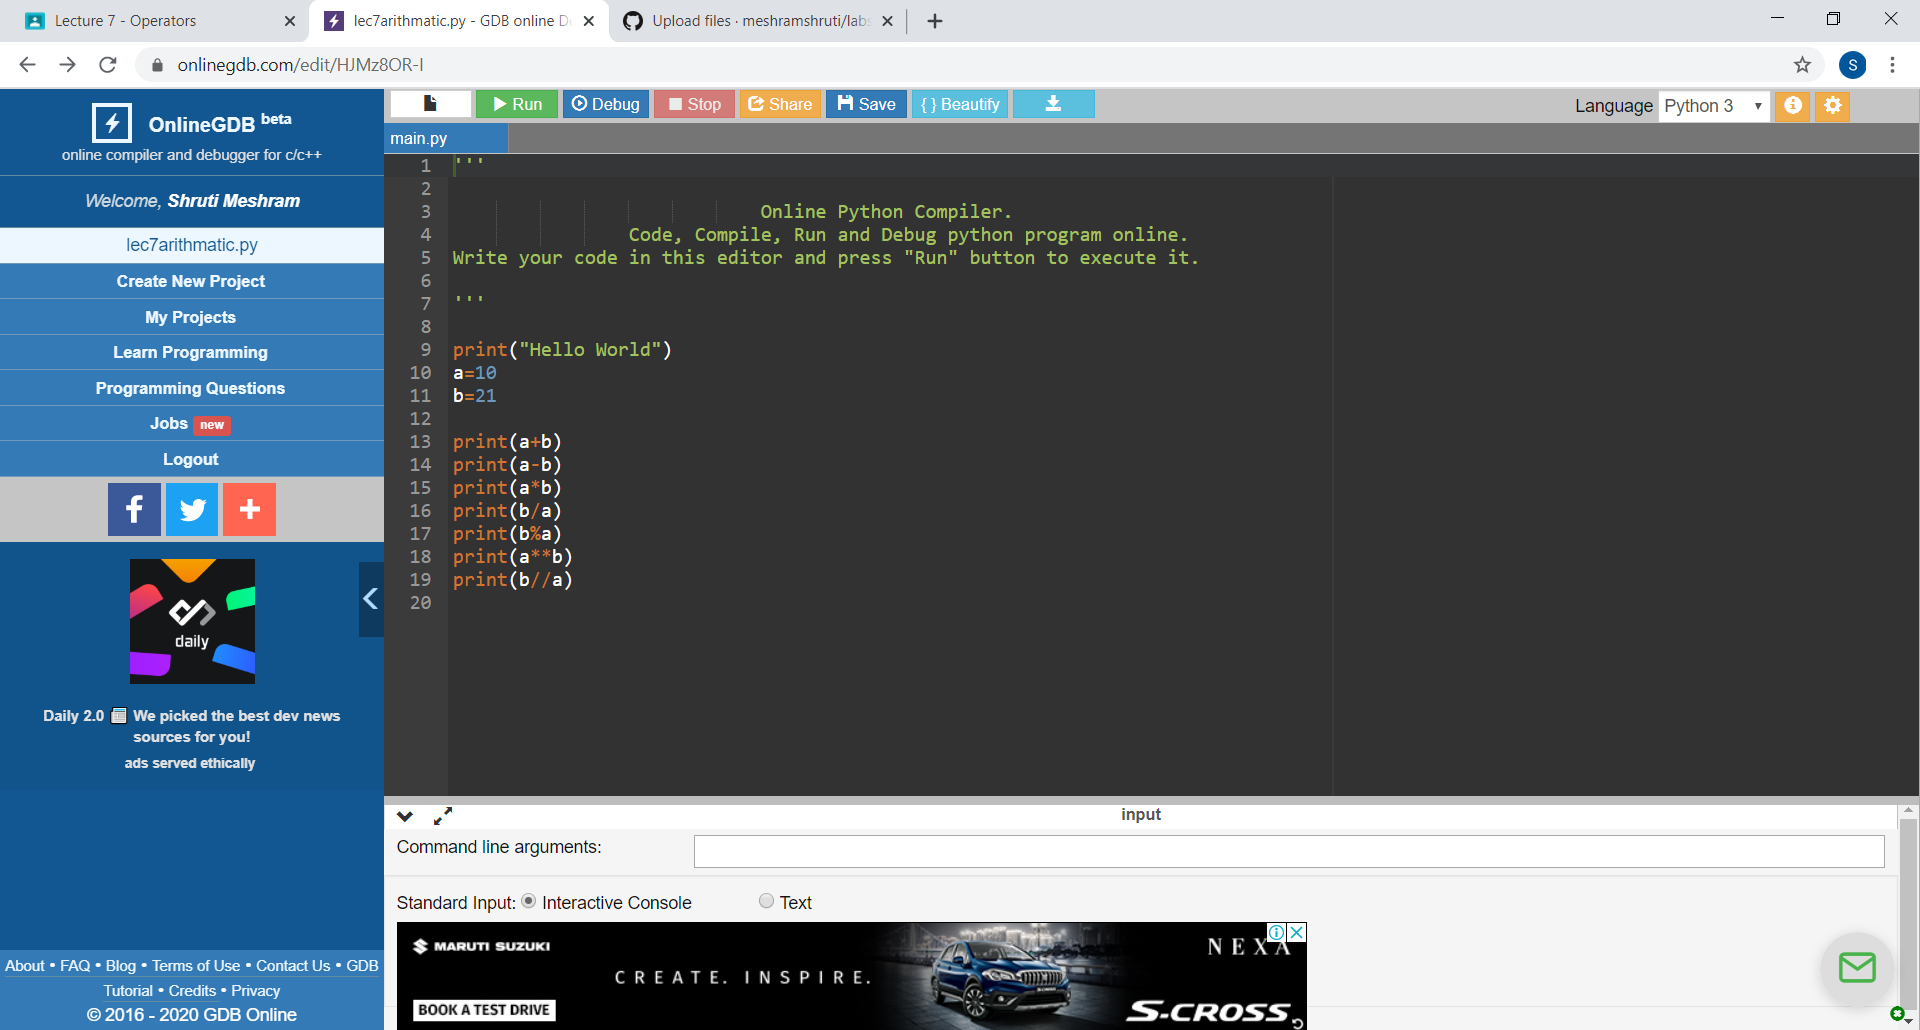 Lecture 7 - Operators
lec7arithmatic.py - GDB online D
Upload files · meshramshruti/labs
onlinegdb.com/edit/HJMz8OR-I
S
OnlineGDB beta
online compiler and debugger for c/c++
Welcome, Shruti Meshram
lec7arithmatic.py
Create New Project
My Projects
Learn Programming
Programming Questions
Jobs new
Logout
daily
Daily 2.0 We picked the best dev news
sources for you!
ads served ethically
About • FAQ • Blog • Terms of Use • Contact Us • GDB
Tutorial • Credits • Privacy
© 2016 - 2020 GDB Online
Run Debug Stop Share Save { } Beautify
Language Python 3
main.py
1 '''
2
3 Online Python Compiler.
4 Code, Compile, Run and Debug python program online.
5 Write your code in this editor and press "Run" button to execute it.
6
7 '''
8
9 print("Hello World")
10 a=10
11 b=21
12
13 print(a+b)
14 print(a-b)
15 print(a*b)
16 print(b/a)
17 print(b%a)
18 print(a**b)
19 print(b//a)
20
input
Command line arguments:
Standard Input: Interactive Console Text
MARUTI SUZUKI
CREATE. INSPIRE.
BOOK A TEST DRIVE
NEXA
S-CROSS